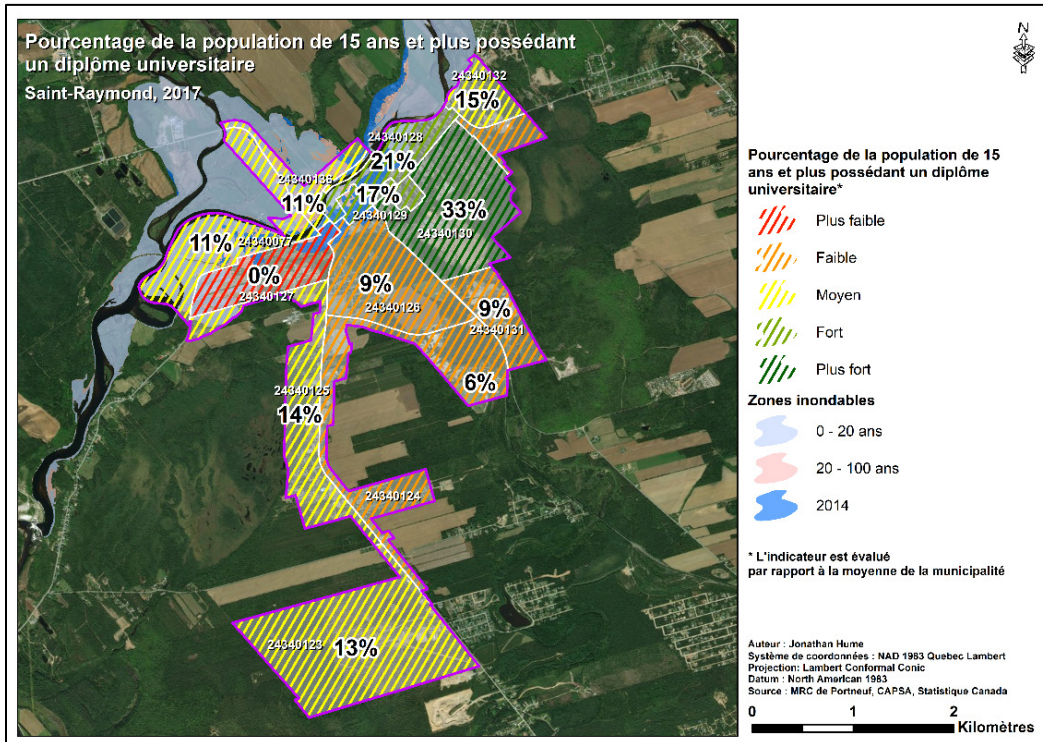 Pourcentage de la population de 15 ans et plus possédant
un diplôme universitaire
Saint-Raymond, 2017
N
24340132
15%
24340128
21%
24340136
17%
11%
24340129
33%
24340130
11%
24340077
0%
24340127
9%
24340126
9%
24340131
6%
24340125
14%
24340124
24340123
13%
Pourcentage de la population de 15
ans et plus possédant un diplôme
universitaire*
Plus faible
Faible
Moyen
Fort
Plus fort
Zones inondables
0 - 20 ans
20 - 100 ans
2014
* L'indicateur est évalué
par rapport à la moyenne de la municipalité
Auteur : Jonathan Hume
Système de coordonnées : NAD 1983 Quebec Lambert
Projection: Lambert Conformal Conic
Datum : North American 1983
Source : MRC de Portneuf, CAPSA, Statistique Canada
0 1 2
Kilomètres